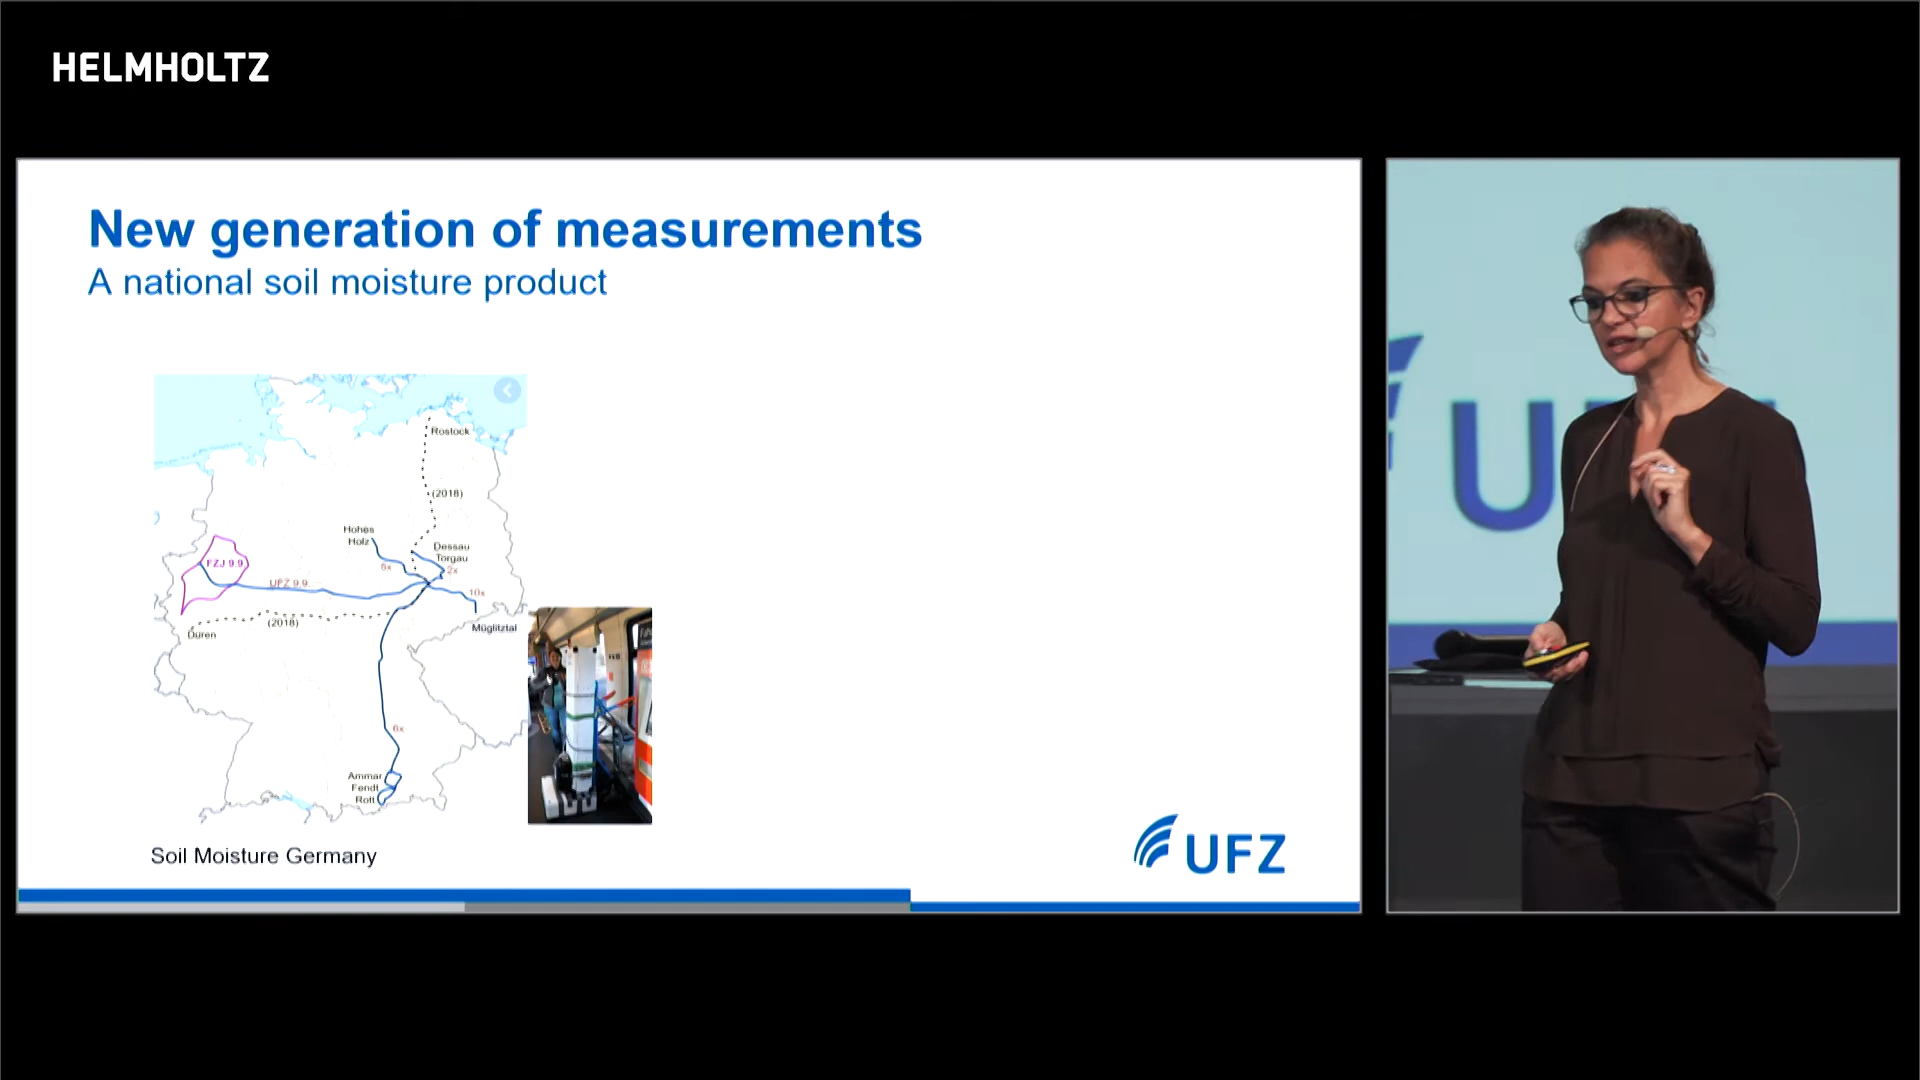 HELMHOLTZ
New generation of measurements
A national soil moisture product
Rostock
(2018)
Hohes
Holz
Dessau
Torgau
8x
2x
FZJ 9.9
UFZ 9.9
10x
(2018)
Düren
Müglitztal
6x
Ammar
Fendt
Rott
Soil Moisture Germany
UFZ